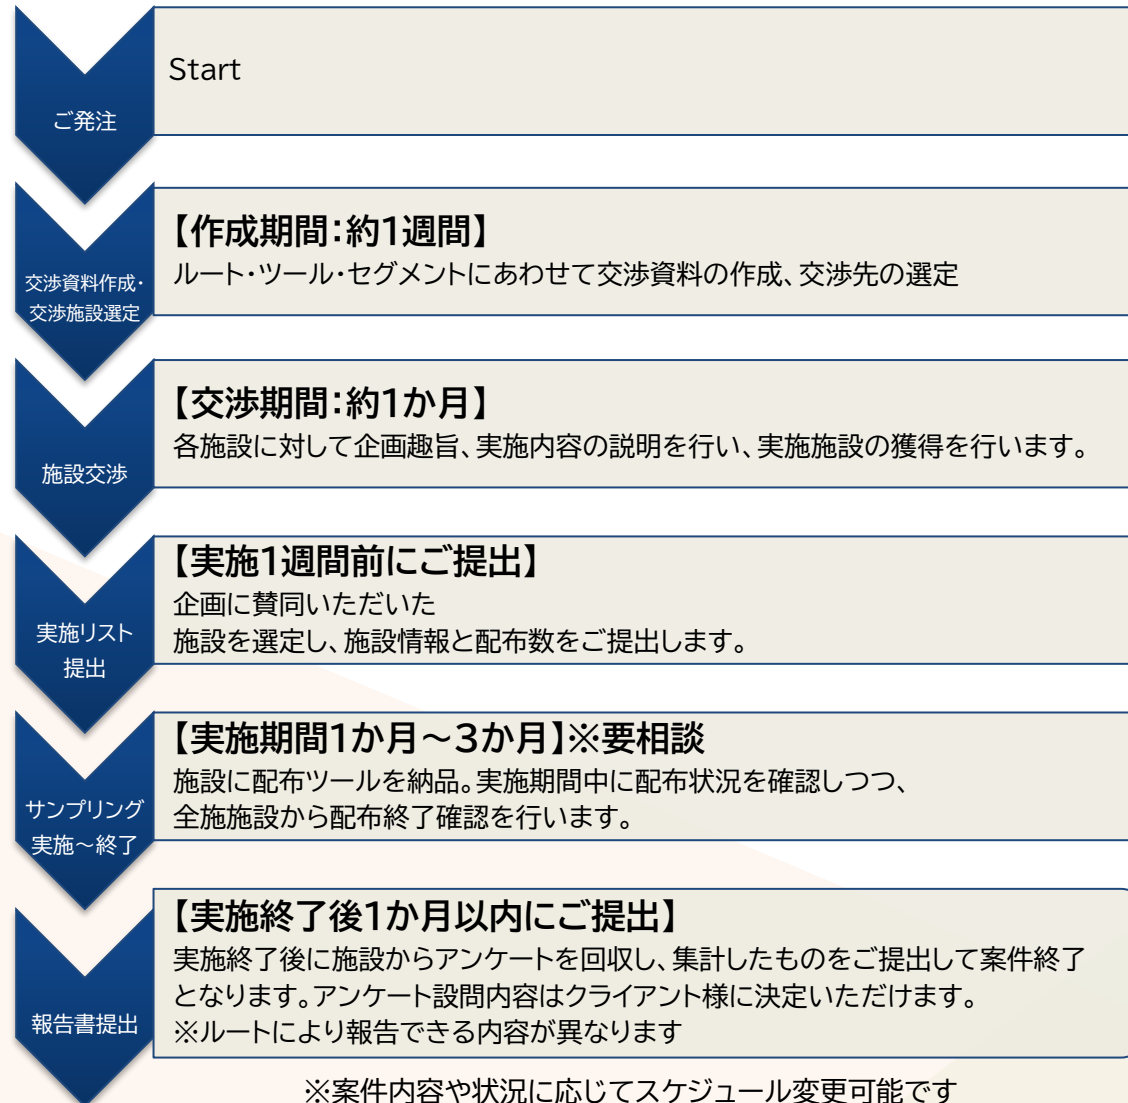 ご発注
Start
交渉資料作成・
交渉施設選定
【作成期間：約1週間】
ルート・ツール・セグメントにあわせて交渉資料の作成、交渉先の選定
施設交渉
【交渉期間：約1か月】
各施設に対して企画趣旨、実施内容の説明を行い、実施施設の獲得を行います。
実施リスト
提出
【実施1週間前にご提出】
企画に賛同いただいた
施設を選定し、施設情報と配布数をご提出します。
サンプリング
実施～終了
【実施期間1か月～3か月】※要相談
施設に配布ツールを納品。実施期間中に配布状況を確認しつつ、
全施施設から配布終了確認を行います。
報告書提出
【実施終了後1か月以内にご提出】
実施終了後に施設からアンケートを回収し、集計したものをご提出して案件終了
となります。アンケート設問内容はクライアント様に決定いただけます。
※ルートにより報告できる内容が異なります
※案件内容や状況に応じてスケジュール変更可能です